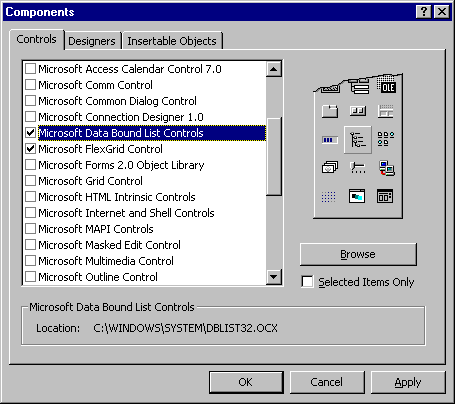 Components
Controls Designers Insertable Objects
Microsoft Access Calendar Control 7.0
Microsoft Comm Control
Microsoft Common Dialog Control
Microsoft Connection Designer 1.0
Microsoft Data Bound List Controls
Microsoft FlexGrid Control
Microsoft Forms 2.0 Object Library
Microsoft Grid Control
Microsoft HTML Intrinsic Controls
Microsoft Internet and Shell Controls
Microsoft MAPI Controls
Microsoft Masked Edit Control
Microsoft Multimedia Control
Microsoft Outline Control
OLE
Browse
Selected Items Only
Microsoft Data Bound List Controls
Location: C:\WINDOWS\SYSTEM\DBLIST32.OCX
OK Cancel Apply